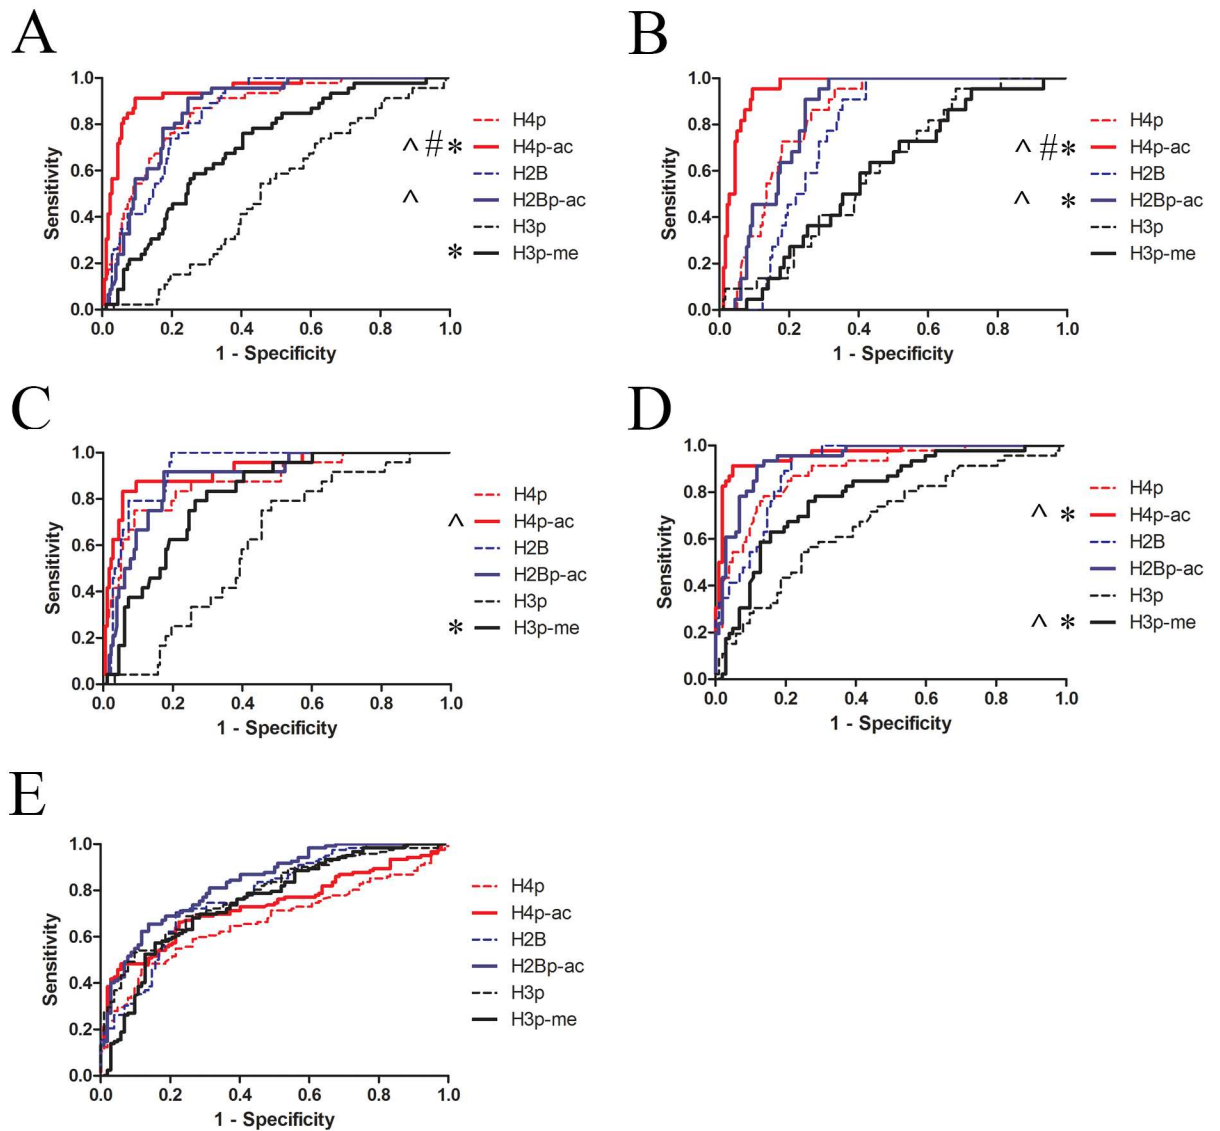 A
Sensitivity
1.0
0.8
0.6
0.4
0.2
0.0
0.0 0.2 0.4 0.6 0.8 1.0
1 - Specificity
H4p
^ #* H4p-ac
H2B
^ H2Bp-ac
H3p
* H3p-me
B
Sensitivity
1.0
0.8
0.6
0.4
0.2
0.0
0.0 0.2 0.4 0.6 0.8 1.0
1 - Specificity
H4p
^ #* H4p-ac
H2B
^ * H2Bp-ac
H3p
H3p-me
C
Sensitivity
1.0
0.8
0.6
0.4
0.2
0.0
0.0 0.2 0.4 0.6 0.8 1.0
1 - Specificity
H4p
^ H4p-ac
H2B
H2Bp-ac
H3p
* H3p-me
D
Sensitivity
1.0
0.8
0.6
0.4
0.2
0.0
0.0 0.2 0.4 0.6 0.8 1.0
1 - Specificity
H4p
^ * H4p-ac
H2B
H2Bp-ac
H3p
^ * H3p-me
E
Sensitivity
1.0
0.8
0.6
0.4
0.2
0.0
0.0 0.2 0.4 0.6 0.8 1.0
1 - Specificity
H4p
H4p-ac
H2B
H2Bp-ac
H3p
H3p-me